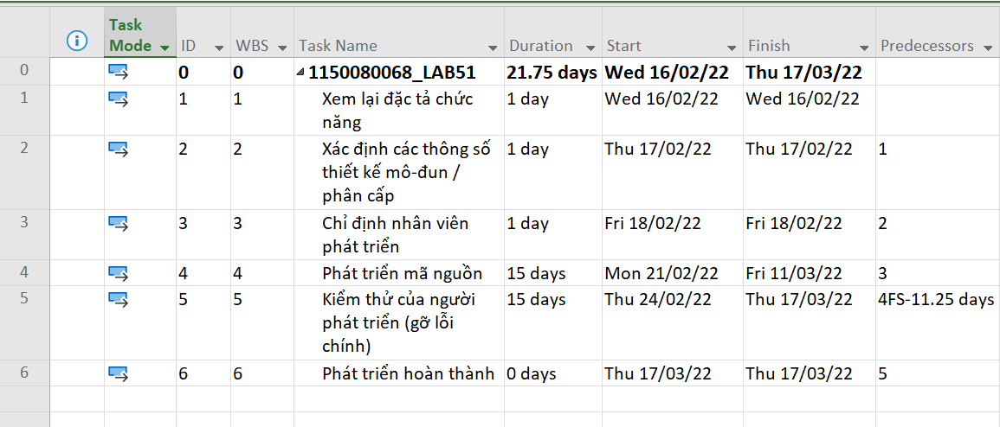 Task Mode ID WBS Task Name Duration Start Finish Predecessors
0 0 0 1150080068_LAB51 21.75 days Wed 16/02/22 Thu 17/03/22
1 1 1 Xem lại đặc tả chức 1 day Wed 16/02/22 Wed 16/02/22
năng
2 2 2 Xác định các thông số 1 day Thu 17/02/22 Thu 17/02/22 1
thiết kế mô-đun /
phân cấp
3 3 3 Chỉ định nhân viên 1 day Fri 18/02/22 Fri 18/02/22 2
phát triển
4 4 4 Phát triển mã nguồn 15 days Mon 21/02/22 Fri 11/03/22 3
5 5 5 Kiểm thử của người 15 days Thu 24/02/22 Thu 17/03/22 4FS-11.25 days
phát triển (gỡ lỗi
chính)
6 6 6 Phát triển hoàn thành 0 days Thu 17/03/22 Thu 17/03/22 5